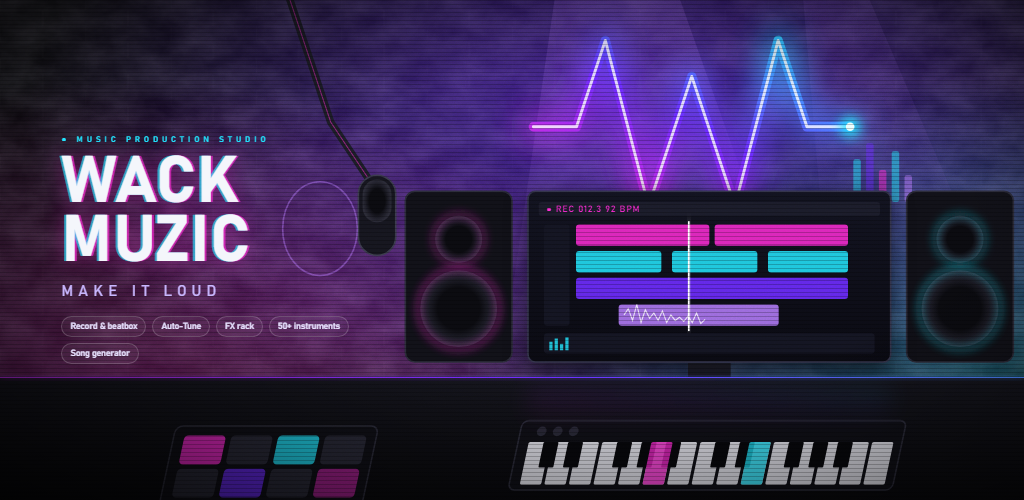 MUSIC PRODUCTION STUDIO
WACK
MUZIC
MAKE IT LOUD
Record & beatbox
Auto-Tune
FX rack
50+ instruments
Song generator
REC 012.3 92 BPM